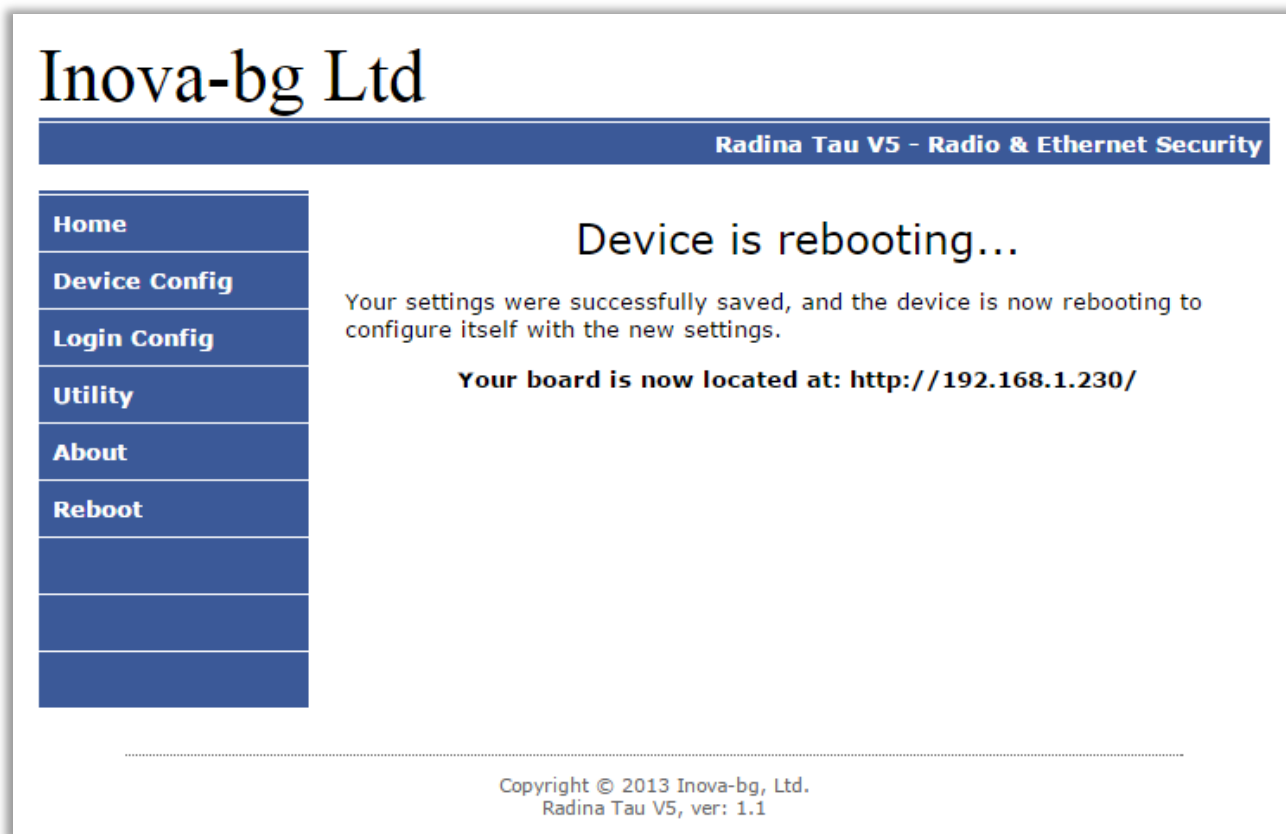 Inova-bg Ltd
Radina Tau V5 - Radio & Ethernet Security
Home
Device Config
Login Config
Utility
About
Reboot
Device is rebooting...
Your settings were successfully saved, and the device is now rebooting to
configure itself with the new settings.
Your board is now located at: http://192.168.1.230/
Copyright © 2013 Inova-bg, Ltd.
Radina Tau V5, ver: 1.1